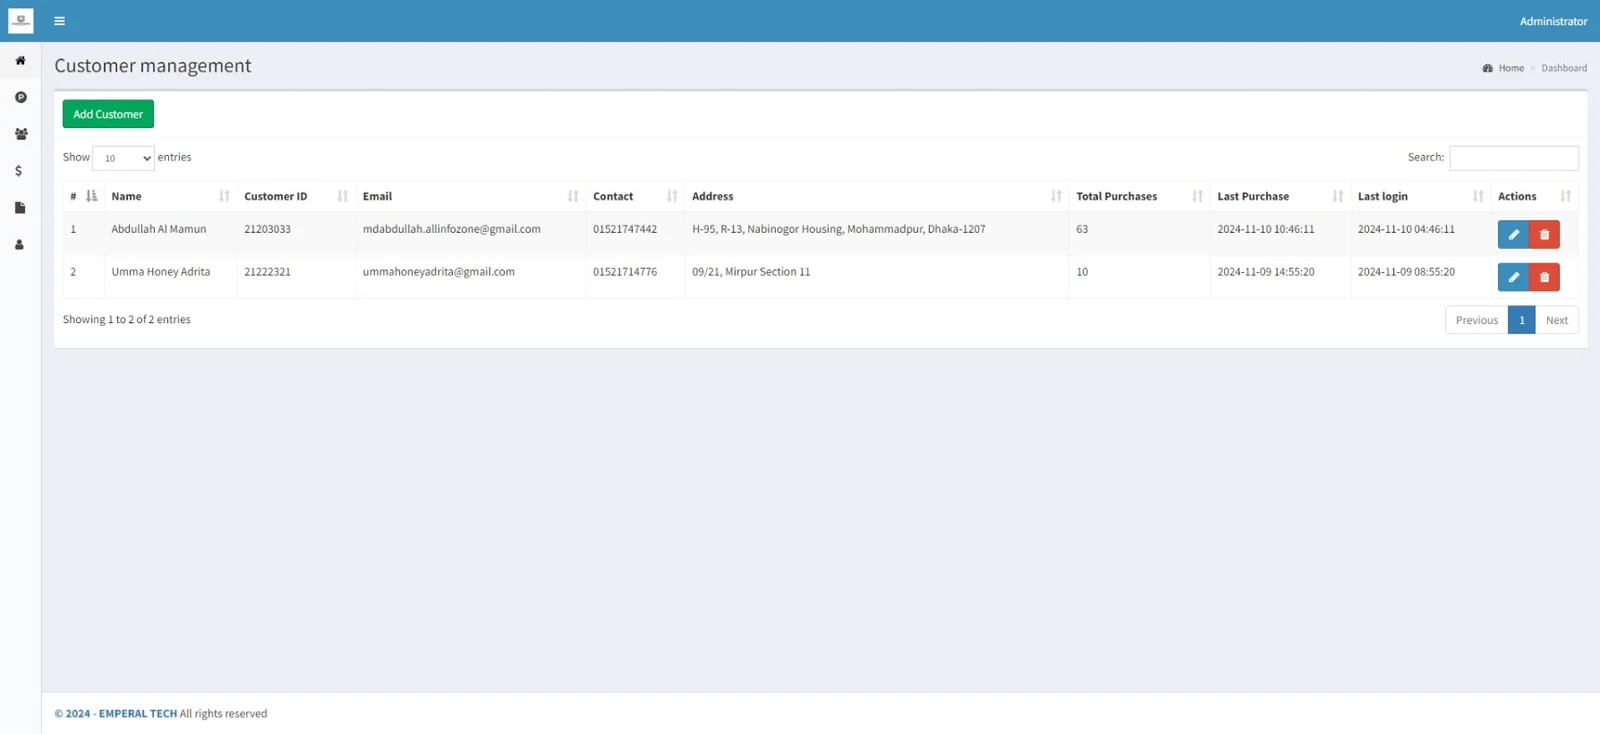 Administrator
Customer management
Home > Dashboard
Add Customer
Show 10 entries
Search:
# Name Customer ID Email Contact Address Total Purchases Last Purchase Last login Actions
1 Abdullah Al Mamun 21203033 mdabdullah.allinfozone@gmail.com 01521747442 H-95, R-13, Nabinogor Housing, Mohammadpur, Dhaka-1207 63 2024-11-10 10:46:11 2024-11-10 04:46:11
2 Umma Honey Adrita 21222321 ummahoneyadrita@gmail.com 01521714776 09/21, Mirpur Section 11 10 2024-11-09 14:55:20 2024-11-09 08:55:20
Showing 1 to 2 of 2 entries
Previous 1 Next
© 2024 - EMPERAL TECH All rights reserved